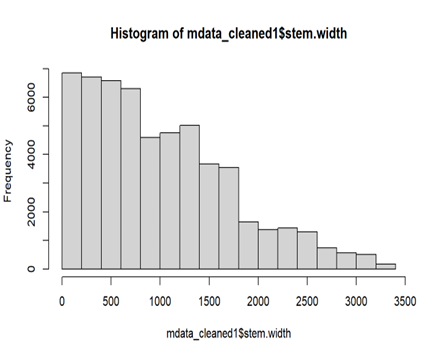 Histogram of mdata_cleaned1$stem.width
Frequency
6000
4000
2000
0
0 500 1000 1500 2000 2500 3000 3500
mdata_cleaned1$stem.width